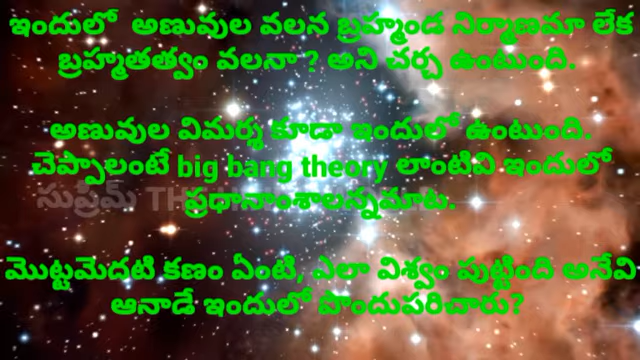 ఇందులో అణువుల వలన బ్రహ్మాండ నిర్మాణమా లేక
బ్రహ్మతత్వం వలనా ? అని చర్చ ఉంటుంది.
అణువుల విమర్శ కూడా ఇందులో ఉంటుంది.
చెప్పాలంటే big bang theory లాంటివి ఇందులో
సుప్రీమ్
ప్రధానాంశాలన్నమాట.
మొట్టమెదటి కణం ఏంటి, ఎలా విశ్వం పుట్టింది అనేవి
ఆనాడే ఇందులో పొందుపరిచారు?